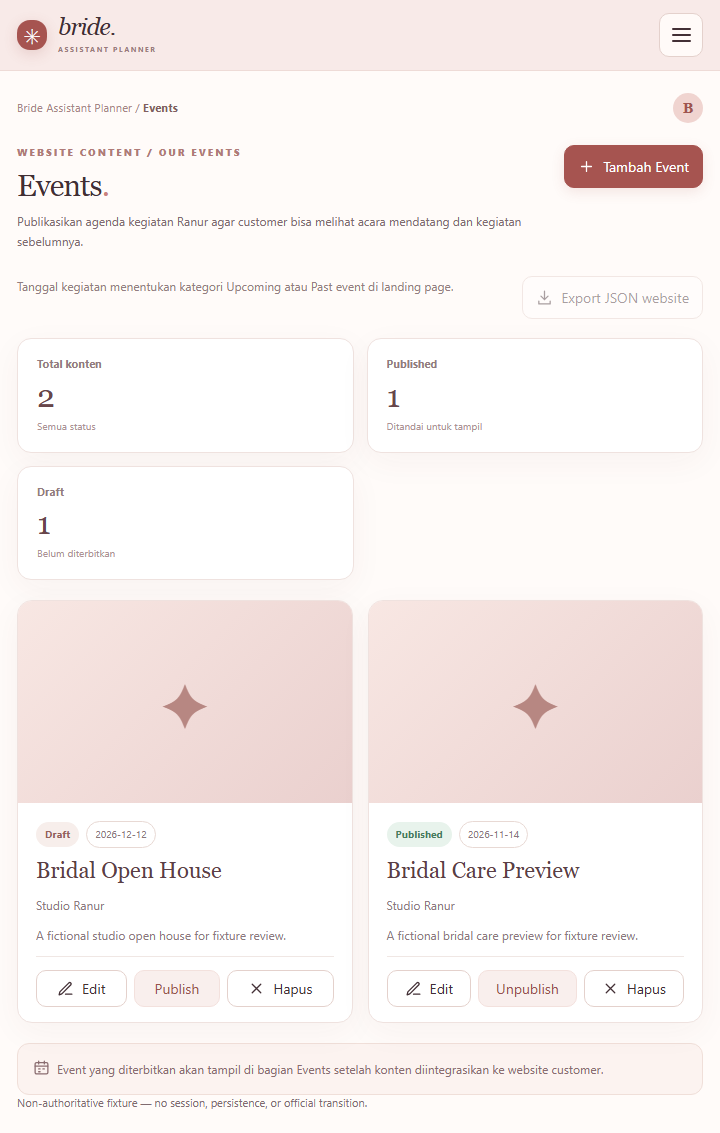 bride.
ASSISTANT PLANNER
Bride Assistant Planner / Events
B
WEBSITE CONTENT / OUR EVENTS
Events.
Tambah Event
Publikasikan agenda kegiatan Ranur agar customer bisa melihat acara mendatang dan kegiatan
sebelumnya.
Tanggal kegiatan menentukan kategori Upcoming atau Past event di landing page.
Export JSON website
Total konten
2
Semua status
Published
1
Ditandai untuk tampil
Draft
1
Belum diterbitkan
Draft
2026-12-12
Bridal Open House
Studio Ranur
A fictional studio open house for fixture review.
Edit
Publish
Hapus
Published
2026-11-14
Bridal Care Preview
Studio Ranur
A fictional bridal care preview for fixture review.
Edit
Unpublish
Hapus
Event yang diterbitkan akan tampil di bagian Events setelah konten diintegrasikan ke website customer.
Non-authoritative fixture — no session, persistence, or official transition.